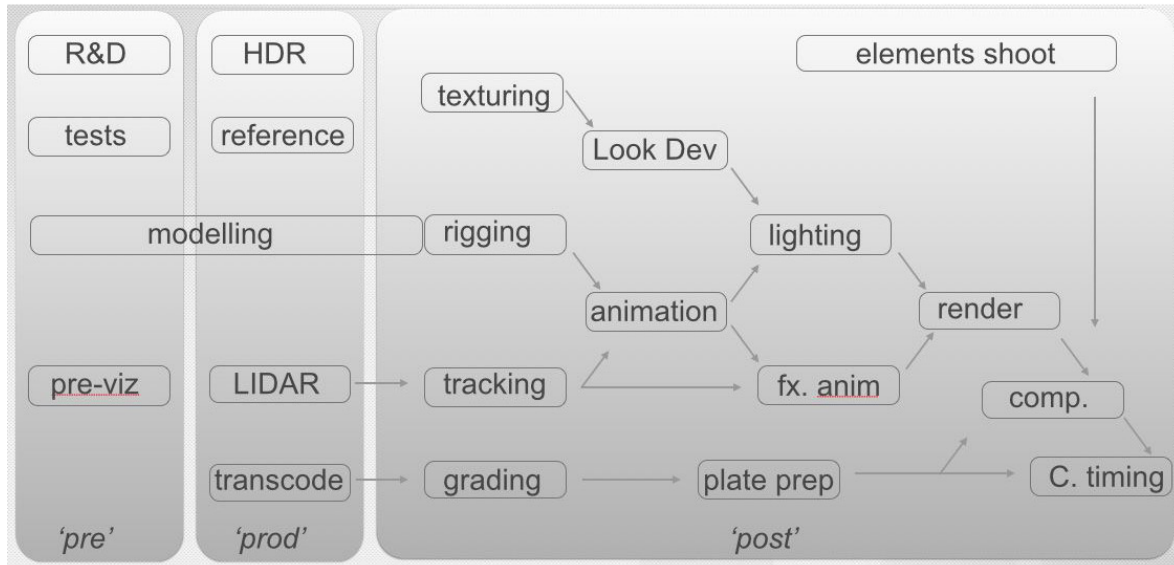 R&D
HDR
elements shoot
texturing
tests
reference
Look Dev
modelling
rigging
lighting
animation
render
pre-viz
LIDAR
tracking
fx. anim
comp.
transcode
grading
plate prep
C. timing
‘pre’
‘prod’
‘post’